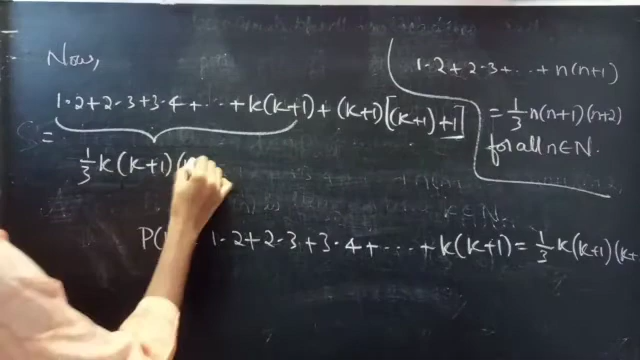 Now,
1·2+2·3+3·4+···+k(k+1)+(k+1)[(k+1)+1]
=
1/3 k(k+1)(
P( 1·2+2·3+3·4+····+k(k+1)=1/3 k(k+1)(k+
1·2+2·3+···+n(n+1)
=1/3 n(n+1)(n+2)
for all n∈N.
k∈N.